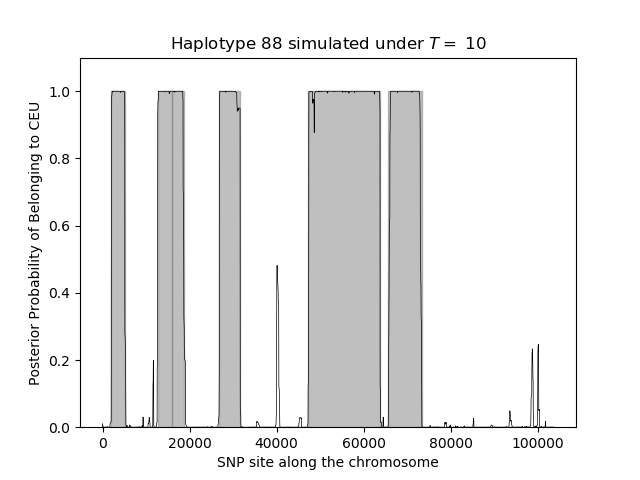 Haplotype 88 simulated under T = 10
Posterior Probability of Belonging to CEU
1.0
0.8
0.6
0.4
0.2
0.0
0 20000 40000 60000 80000 100000
SNP site along the chromosome